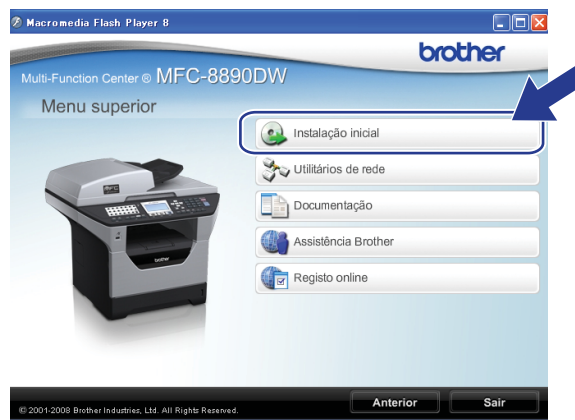 Macromedia Flash Player 8
brother
Multi-Function Center ® MFC-8890DW
Menu superior
Instalação inicial
Utilitários de rede
Documentação
Assistência Brother
Registo online
brother
© 2001-2008 Brother Industries, Ltd. All Rights Reserved.
Anterior
Sair